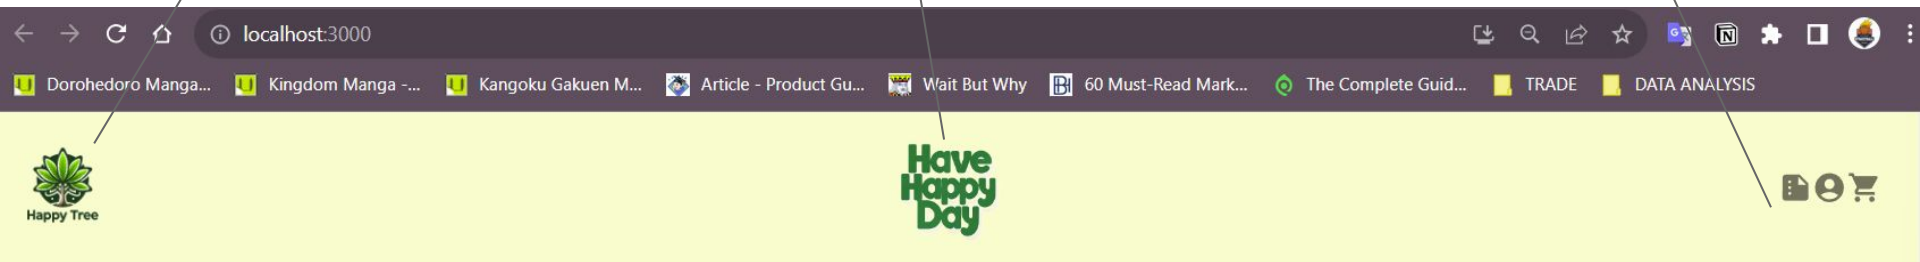 localhost:3000
Dorohedoro Manga... Kingdom Manga -... Kangoku Gakuen M... Article - Product Gu... Wait But Why 60 Must-Read Mark... The Complete Guid... TRADE DATA ANALYSIS
Happy Tree
Have
Happy
Day